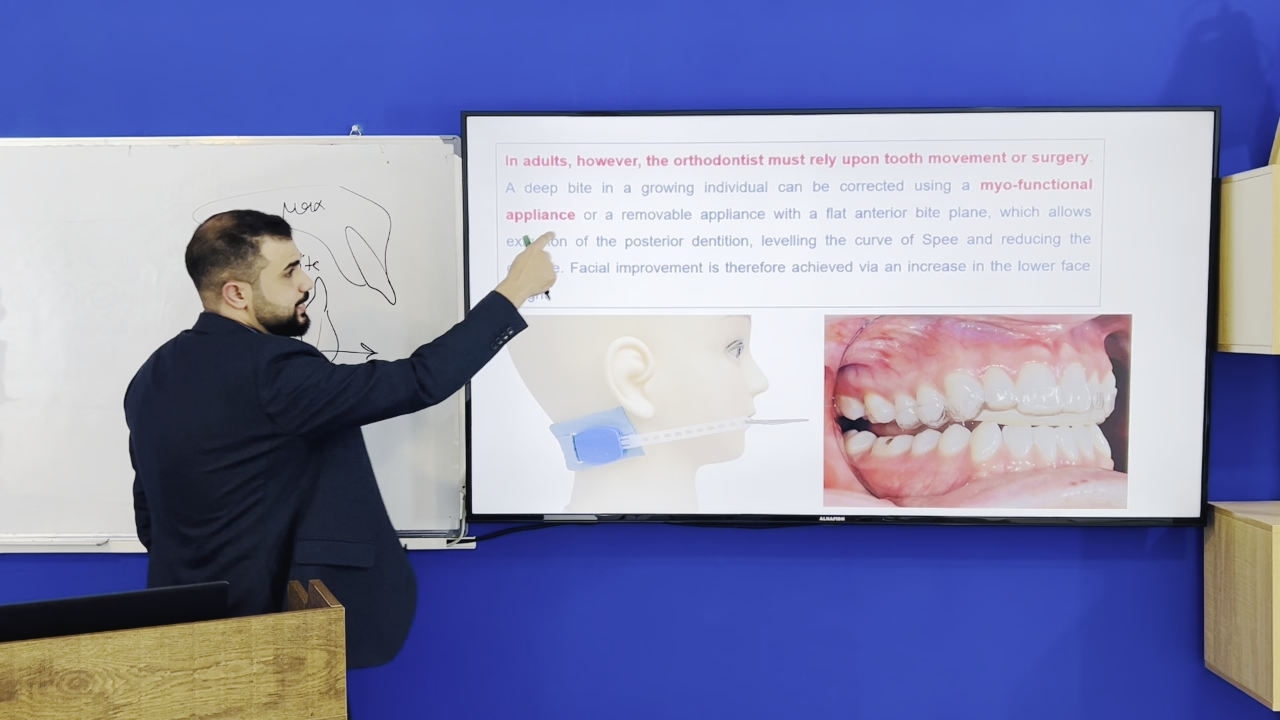 Max
In adults, however, the orthodontist must rely upon tooth movement or surgery.
A deep bite in a growing individual can be corrected using a myo-functional
appliance or a removable appliance with a flat anterior bite plane, which allows
of the posterior dentition, levelling the curve of Spee and reducing the
Facial improvement is therefore achieved via an increase in the lower face